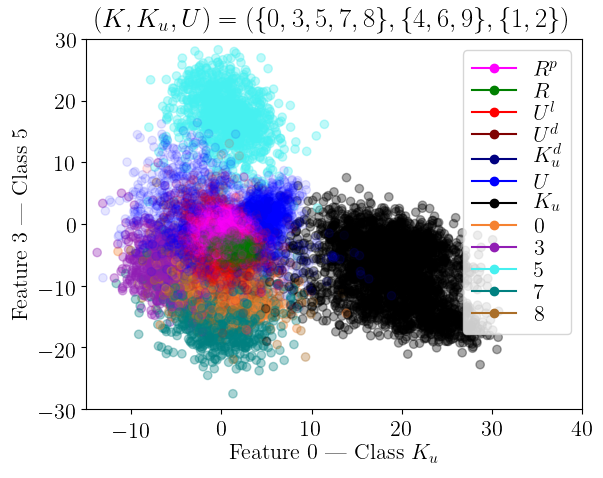 (K, K_u, U) = ({0, 3, 5, 7, 8}, {4, 6, 9}, {1, 2})
Feature 3 — Class 5
30
20
10
0
−10
−20
−30
R^p
R
U^l
U^d
K_u^d
U
K_u
0
3
5
7
8
−10
0
10
20
30
40
Feature 0 — Class K_u